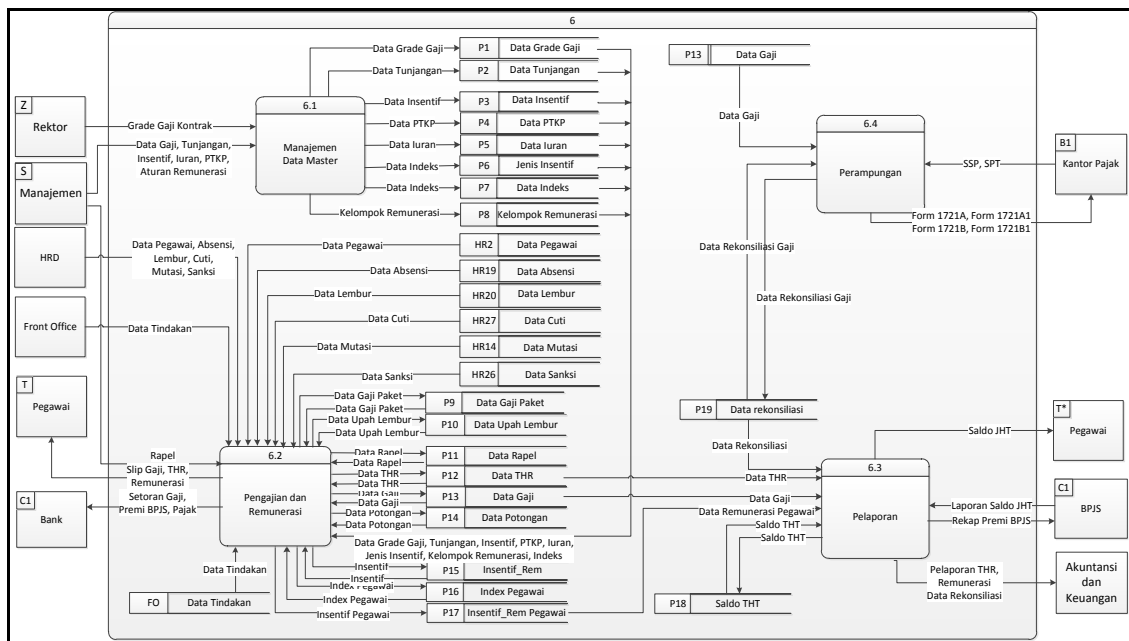 6
Z
Rektor
S
Manajemen
HRD
Front Office
T
Pegawai
C1
Bank
Grade Gaji Kontrak
Data Gaji, Tunjangan,
Insentif, Iuran, PTKP,
Aturan Remunerasi
Data Pegawai, Absensi,
Lembur, Cuti,
Mutasi, Sanksi
Data Tindakan
Rapel
Slip Gaji, THR,
Remunerasi
Setoran Gaji,
Premi BPJS, Pajak
6.1
Manajemen
Data Master
Data Grade Gaji
P1 Data Grade Gaji
Data Tunjangan
P2 Data Tunjangan
Data Insentif
P3 Data Insentif
Data PTKP
P4 Data PTKP
Data Iuran
P5 Data Iuran
Data Indeks
P6 Jenis Insentif
Data Indeks
P7 Data Indeks
Kelompok Remunerasi
P8 Kelompok Remunerasi
Data Pegawai
HR2 Data Pegawai
Data Absensi
HR19 Data Absensi
Data Lembur
HR20 Data Lembur
Data Cuti
HR27 Data Cuti
Data Mutasi
HR14 Data Mutasi
Data Sanksi
HR26 Data Sanksi
Data Gaji Paket
Data Gaji Paket
P9 Data Gaji Paket
Data Upah Lembur
Data Upah Lembur
P10 Data Upah Lembur
6.2
Pengajian dan
Remunerasi
Data Rapel
Data Rapel
P11 Data Rapel
Data THR
Data THR
P12 Data THR
Data Gaji
Data Gaji
P13 Data Gaji
Data Potongan
Data Potongan
P14 Data Potongan
Data Grade Gaji, Tunjangan, Insentif, PTKP, Iuran,
Jenis Insentif, Kelompok Remunerasi, Indeks
Insentif
Insentif
P15 Insentif_Rem
Index Pegawai
Index Pegawai
P16 Index Pegawai
Insentif Pegawai
P17 Insentif_Rem Pegawai
Data Tindakan
FO Data Tindakan
P13 Data Gaji
Data Gaji
6.4
Perampungan
SSP, SPT
B1
Kantor Pajak
Form 1721A, Form 1721A1
Form 1721B, Form 1721B1
Data Rekonsiliasi Gaji
Data Rekonsiliasi Gaji
P19 Data rekonsiliasi
Data Rekonsiliasi
Data THR
Data Gaji
Data Remunerasi Pegawai
Saldo THT
Saldo THT
P18 Saldo THT
6.3
Pelaporan
Saldo JHT
T*
Pegawai
Laporan Saldo JHT
Rekap Premi BPJS
C1
BPJS
Pelaporan THR,
Remunerasi
Data Rekonsiliasi
Akuntansi
dan
Keuangan